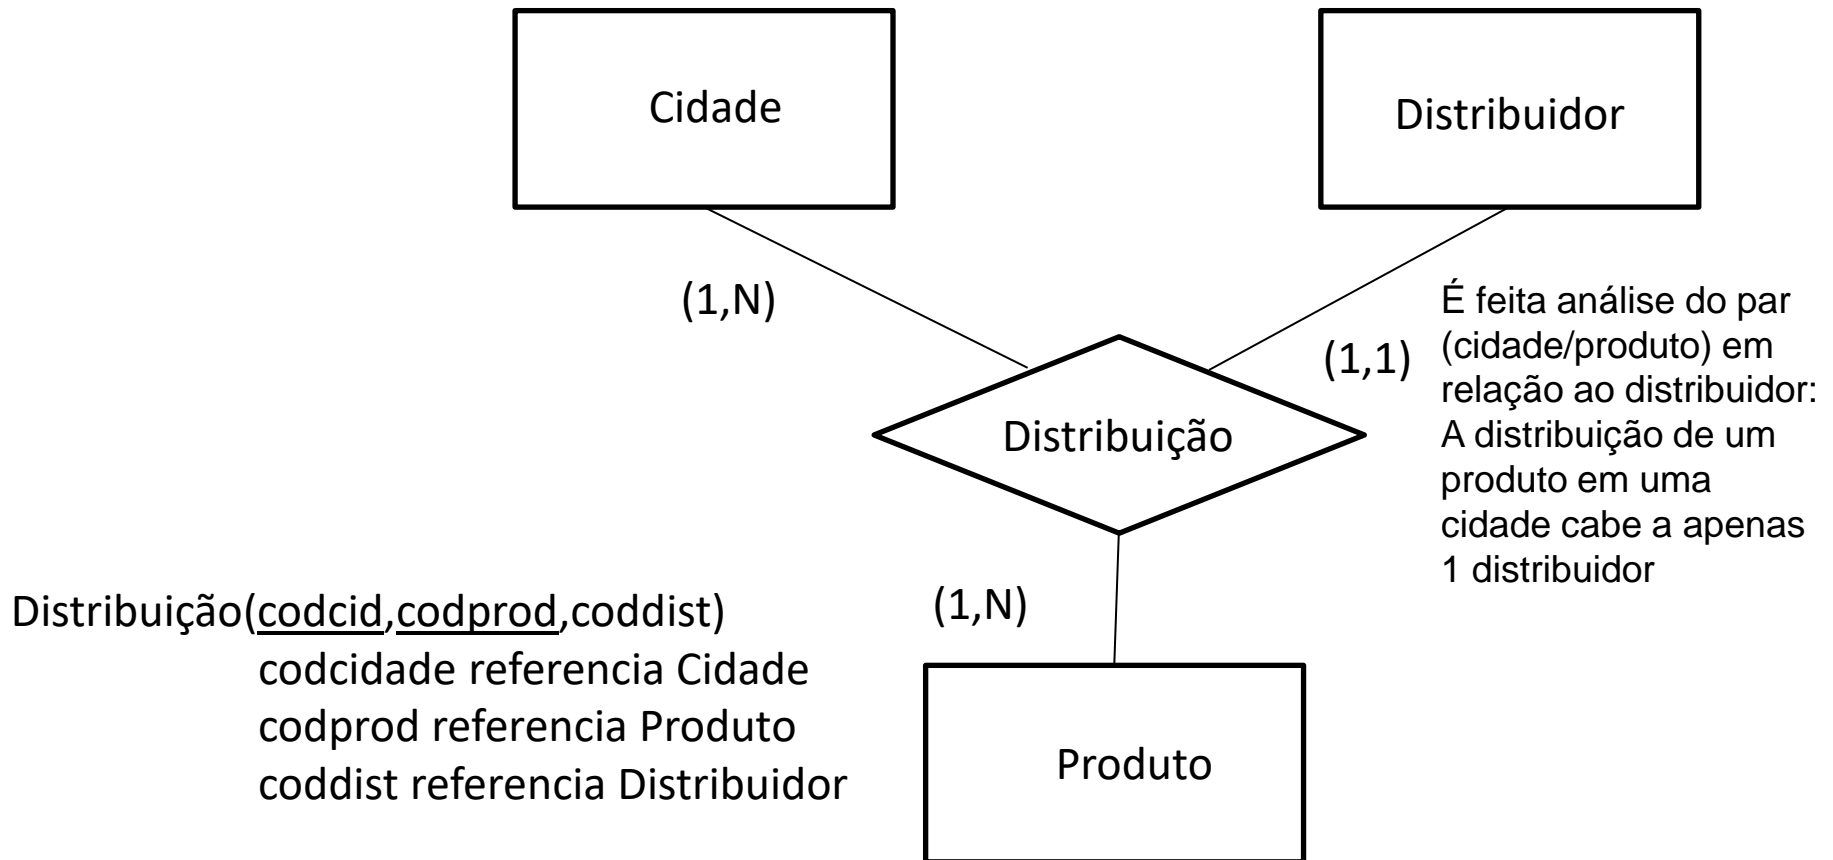 Cidade
Distribuidor
(1,N)
(1,1)
É feita análise do par
(cidade/produto) em
relação ao distribuidor:
A distribuição de um
produto em uma
cidade cabe a apenas
1 distribuidor
Distribuição
Distribuição(codcid,codprod,coddist)
codcidade referencia Cidade
codprod referencia Produto
coddist referencia Distribuidor
(1,N)
Produto